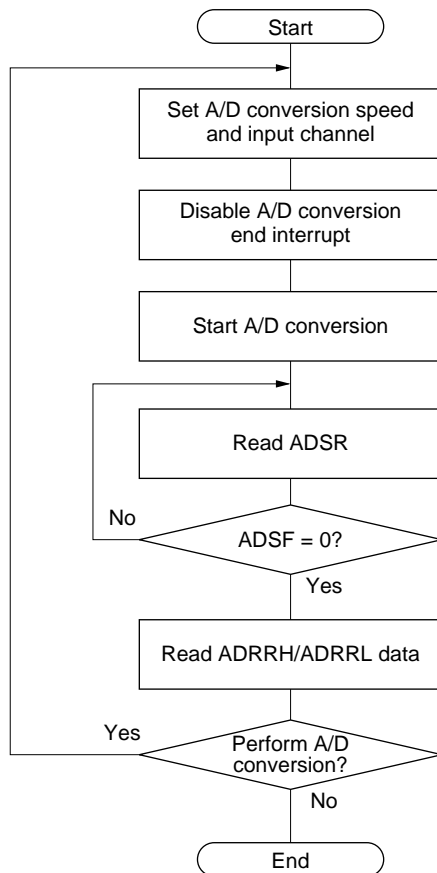 Start
Set A/D conversion speed
and input channel
Disable A/D conversion
end interrupt
Start A/D conversion
Read ADSR
No
ADSF = 0?
Yes
Read ADRRH/ADRRL data
Yes
Perform A/D
conversion?
No
End